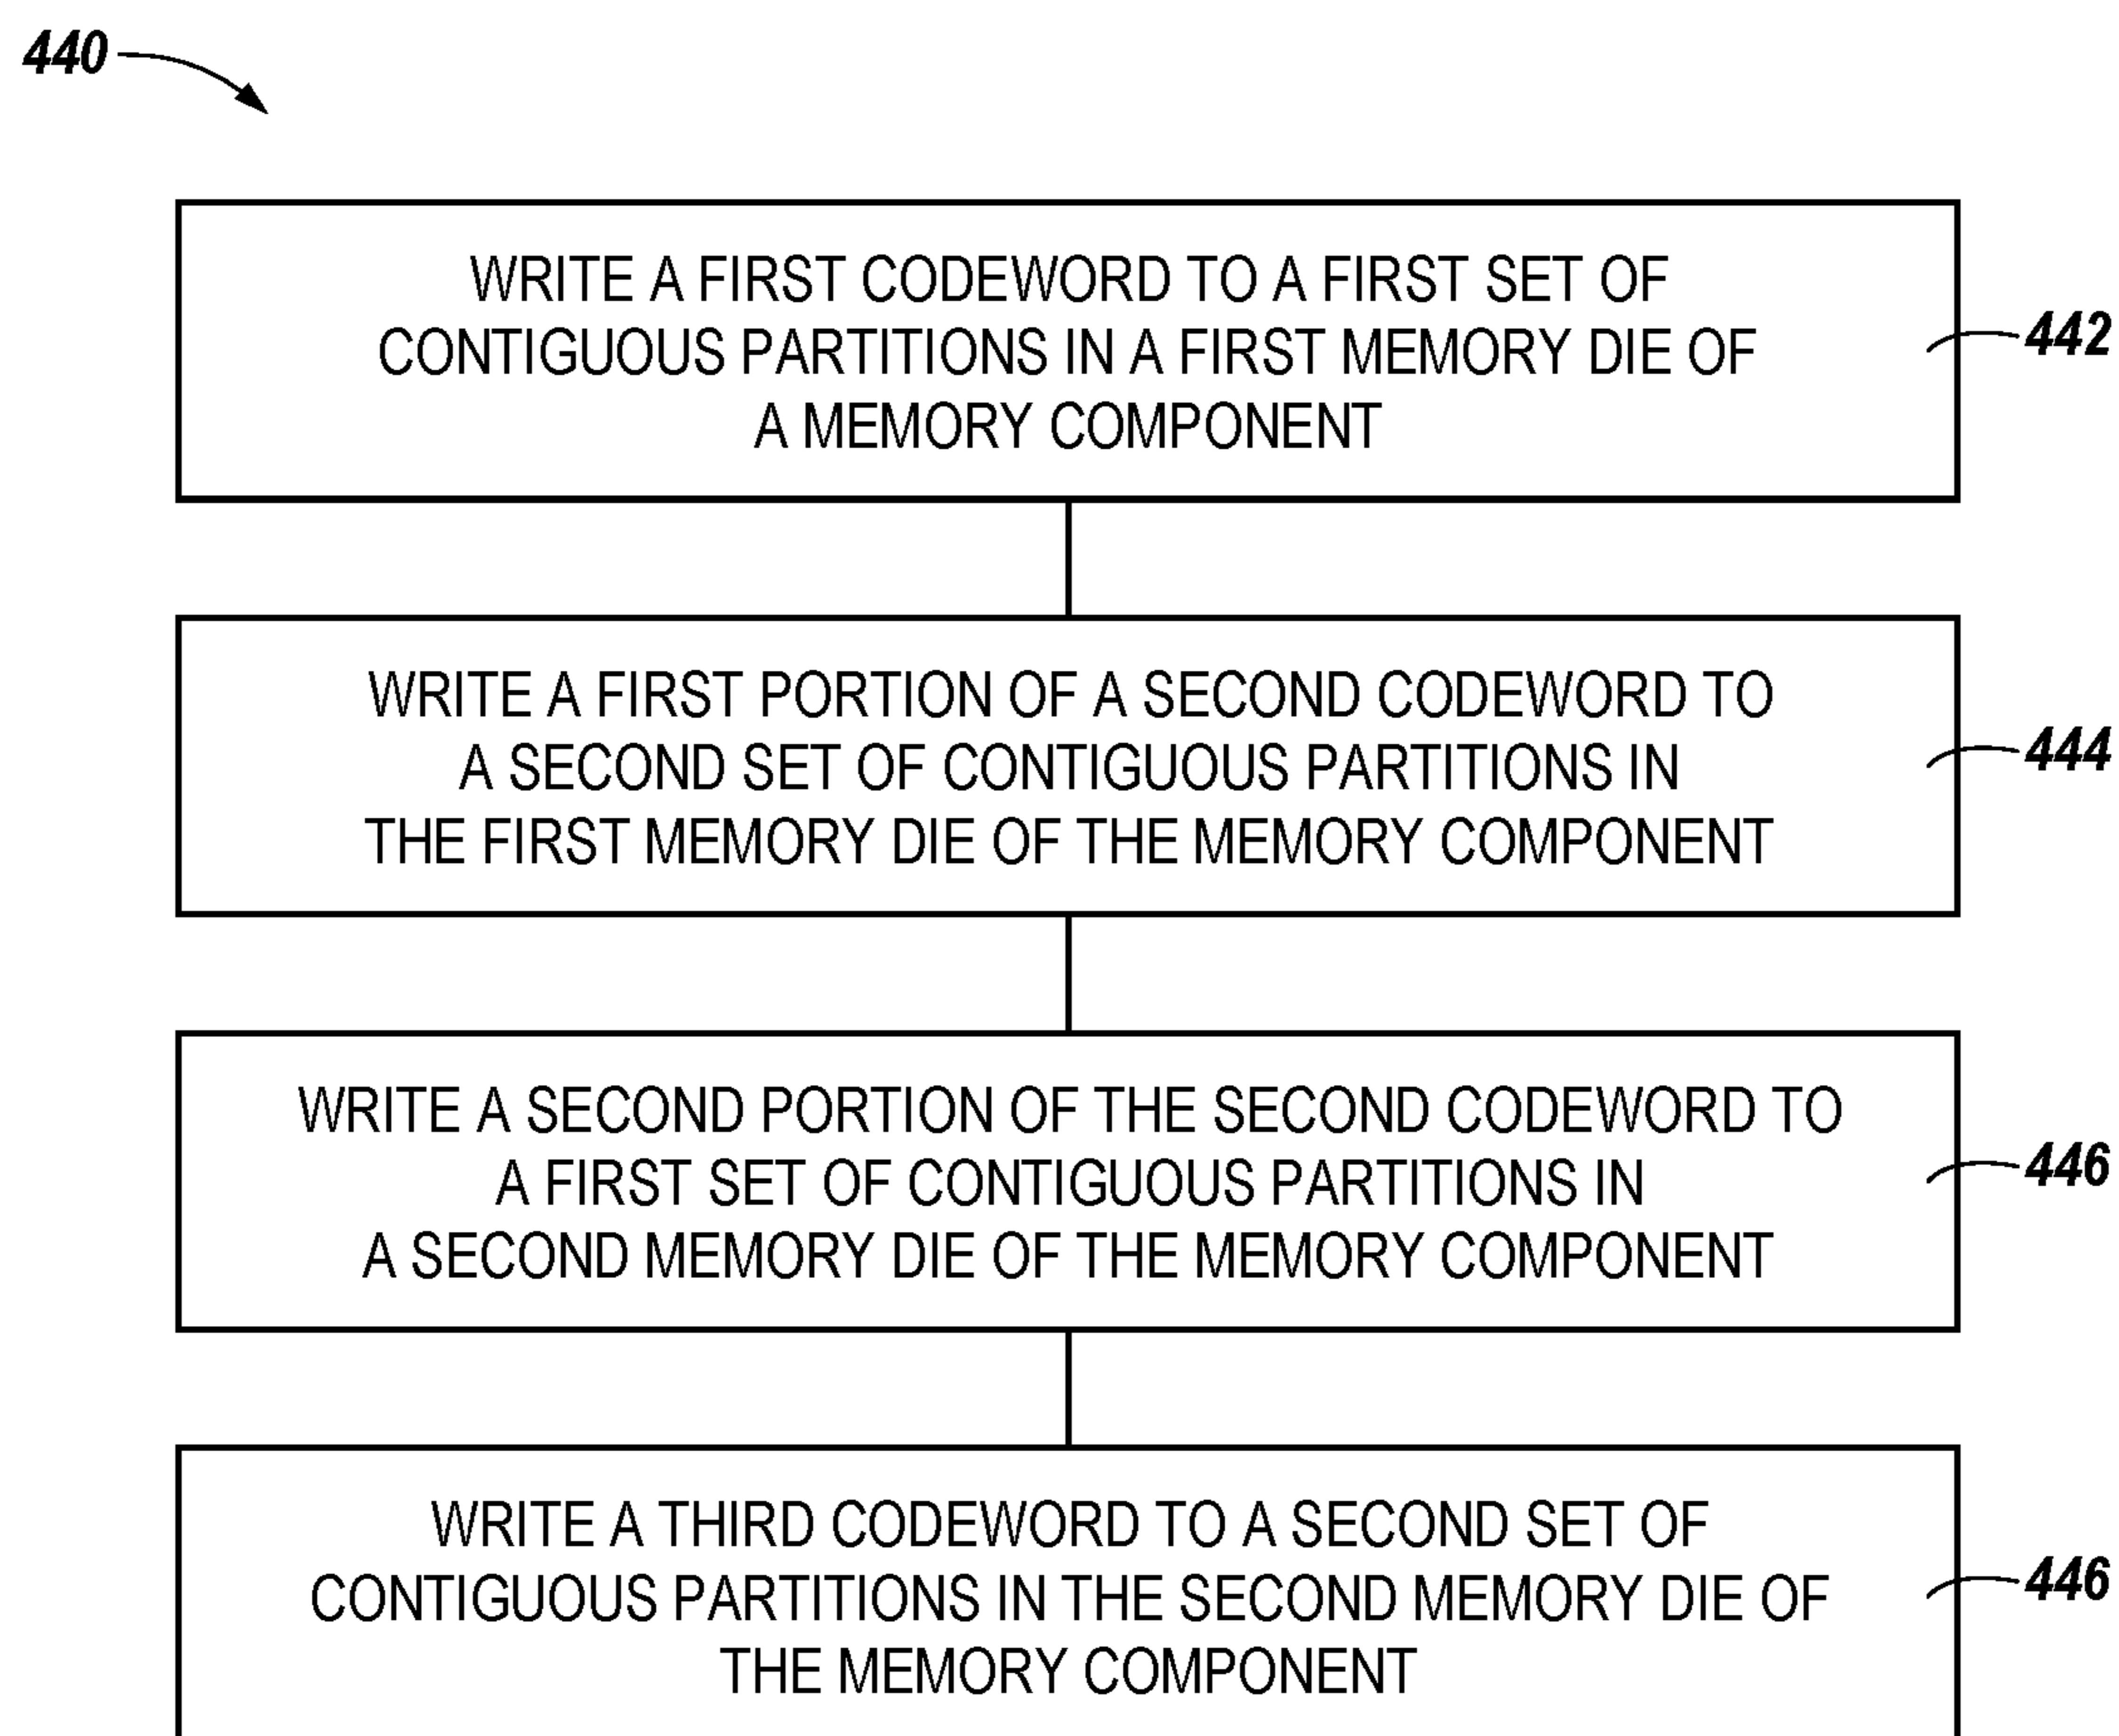 440
WRITE A FIRST CODEWORD TO A FIRST SET OF
CONTIGUOUS PARTITIONS IN A FIRST MEMORY DIE OF
A MEMORY COMPONENT
442
WRITE A FIRST PORTION OF A SECOND CODEWORD TO
A SECOND SET OF CONTIGUOUS PARTITIONS IN
THE FIRST MEMORY DIE OF THE MEMORY COMPONENT
444
WRITE A SECOND PORTION OF THE SECOND CODEWORD TO
A FIRST SET OF CONTIGUOUS PARTITIONS IN
A SECOND MEMORY DIE OF THE MEMORY COMPONENT
446
WRITE A THIRD CODEWORD TO A SECOND SET OF
CONTIGUOUS PARTITIONS IN THE SECOND MEMORY DIE OF
THE MEMORY COMPONENT
446